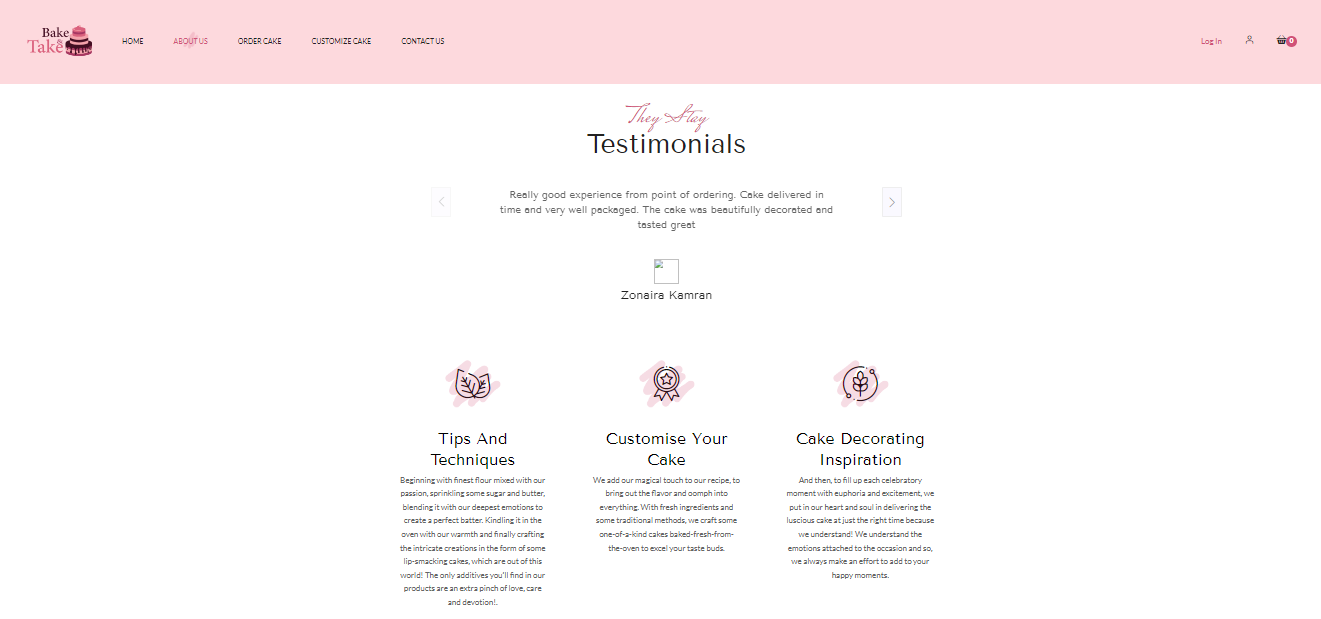 Bake
& Take
HOME
ABOUT US
ORDER CAKE
CUSTOMIZE CAKE
CONTACT US
Log In
0
They Stay
Testimonials
Really good experience from point of ordering. Cake delivered in
time and very well packaged. The cake was beautifully decorated and
tasted great
Zonaira Kamran
Tips And
Techniques
Beginning with finest flour mixed with our
passion, sprinkling some sugar and butter,
blending it with our deepest emotions to
create a perfect batter. Kindling it in the
oven with our warmth and finally crafting
the intricate creations in the form of some
lip-smacking cakes, which are out of this
world! The only additives you'll find in our
products are an extra pinch of love, care
and devotion!.
Customise Your
Cake
We add our magical touch to our recipe, to
bring out the flavor and oomph into
everything. With fresh ingredients and
some traditional methods, we craft some
one-of-a-kind cakes baked-fresh-from-
the-oven to excel your taste buds.
Cake Decorating
Inspiration
And then, to fill up each celebratory
moment with euphoria and excitement, we
put in our heart and soul in delivering the
luscious cake at just the right time because
we understand! We understand the
emotions attached to the occasion and so,
we always make an effort to add to your
happy moments.